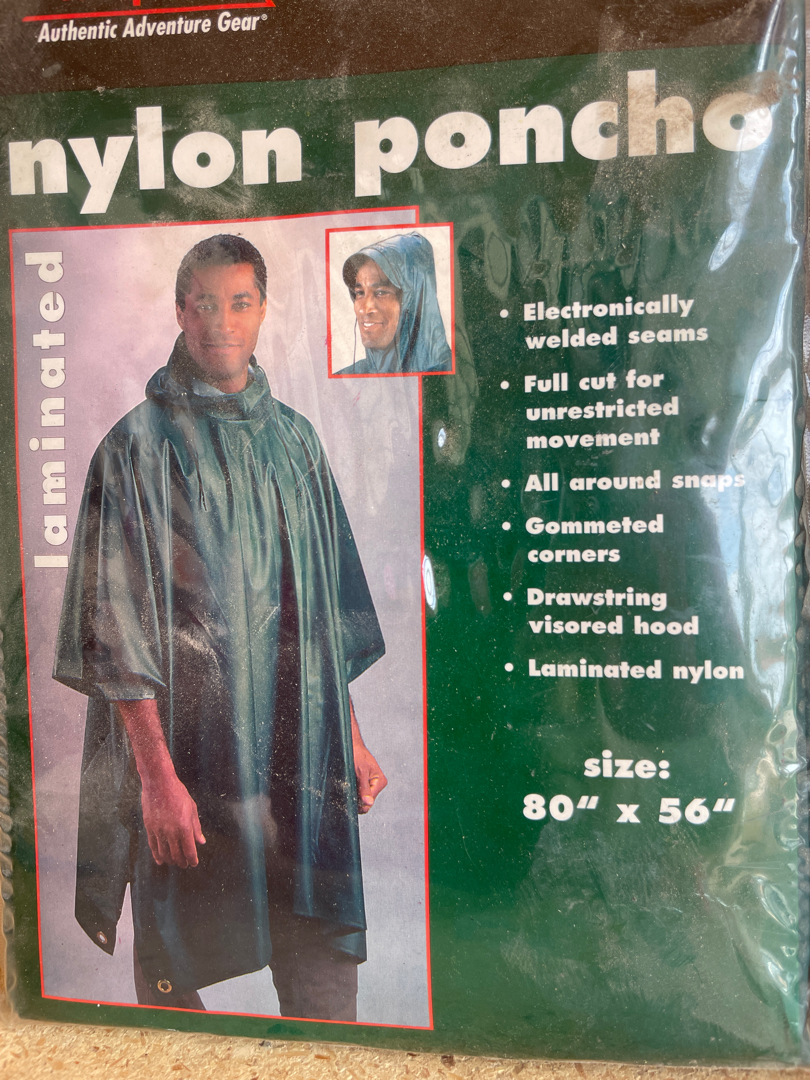 Authentic Adventure Gear®
nylon poncho
laminated
• Electronically
welded seams
• Full cut for
unrestricted
movement
• All around snaps
• Gommeted
corners
• Drawstring
visored hood
• Laminated nylon
size:
80" x 56"